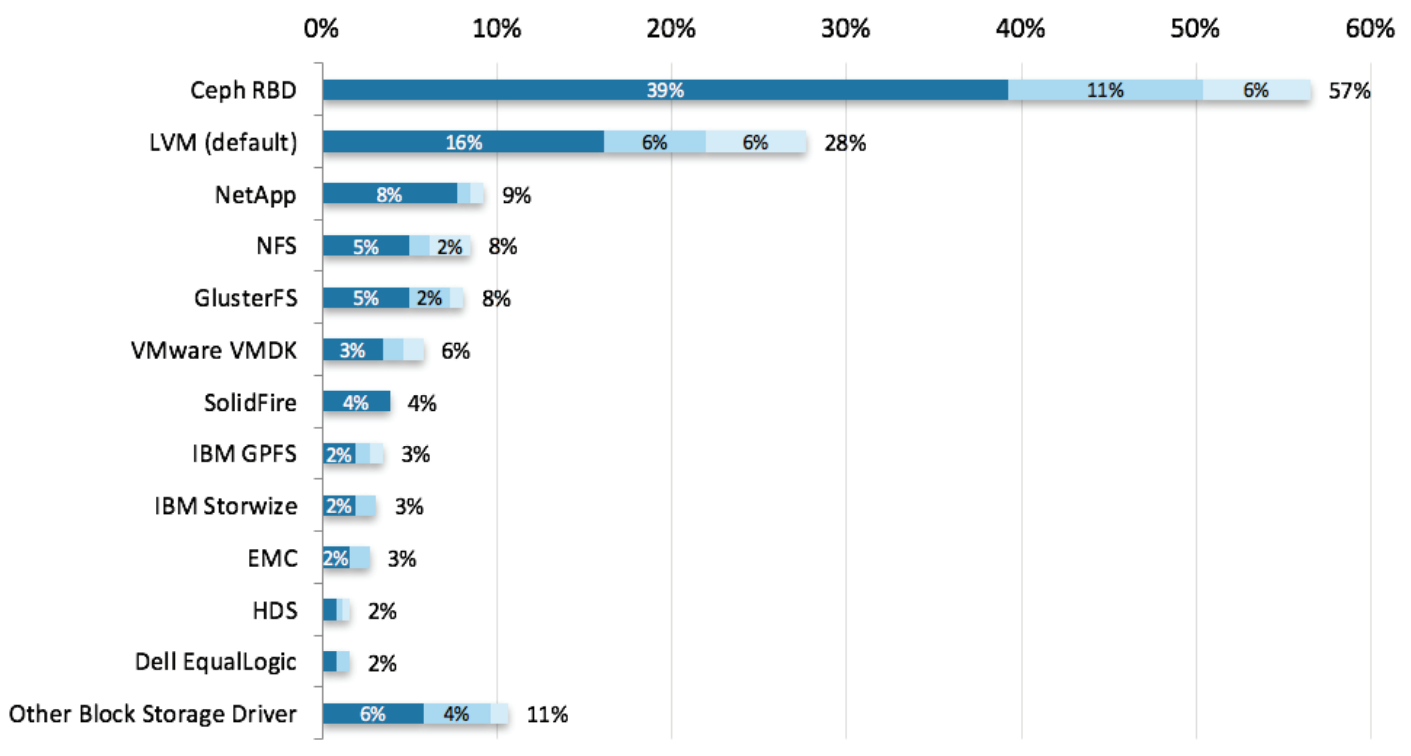 0% 10% 20% 30% 40% 50% 60%
Ceph RBD 39% 11% 6% 57%
LVM (default) 16% 6% 6% 28%
NetApp 8% 9%
NFS 5% 2% 8%
GlusterFS 5% 2% 8%
VMware VMDK 3% 6%
SolidFire 4% 4%
IBM GPFS 2% 3%
IBM Storwize 2% 3%
EMC 2% 3%
HDS 2%
Dell EqualLogic 2%
Other Block Storage Driver 6% 4% 11%